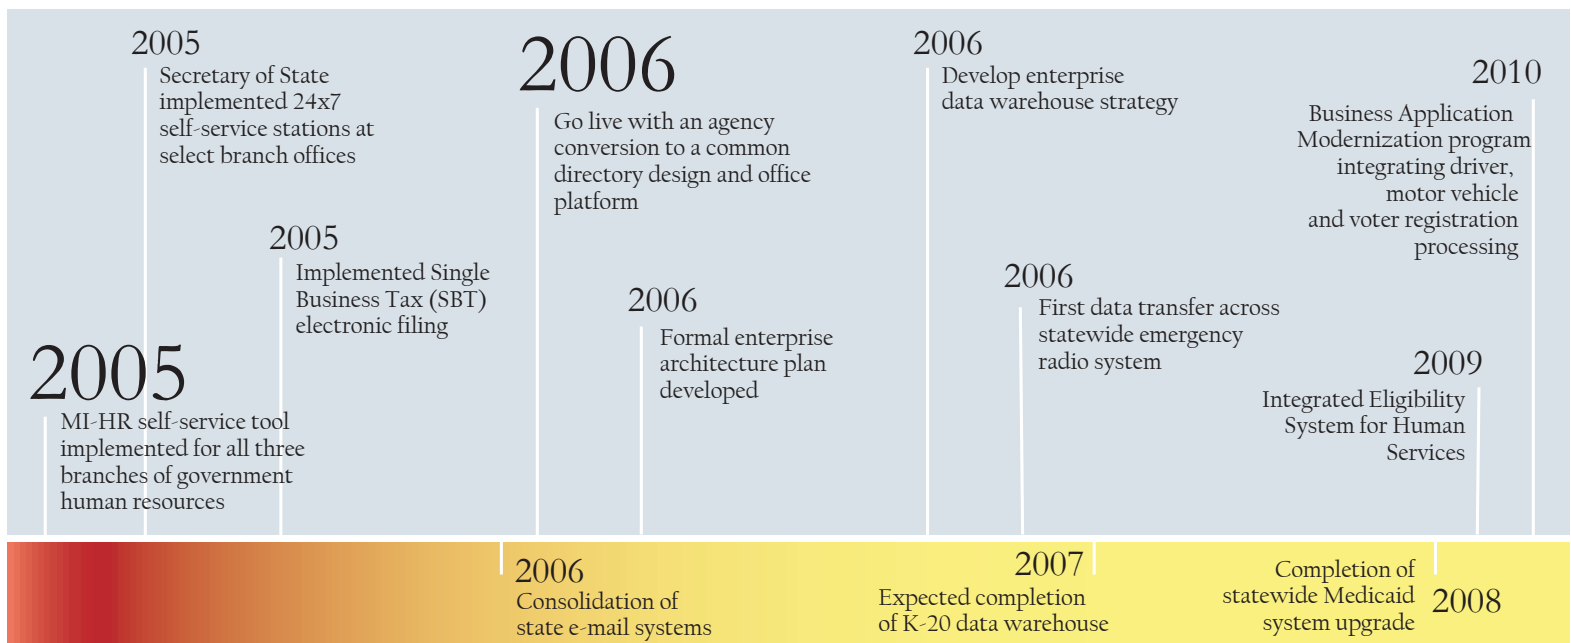 2005
Secretary of State
implemented 24x7
self-service stations at
select branch offices
2005
Implemented Single
Business Tax (SBT)
electronic filing
2005
MI-HR self-service tool
implemented for all three
branches of government
human resources
2006
Go live with an agency
conversion to a common
directory design and office
platform
2006
Formal enterprise
architecture plan
developed
2006
Develop enterprise
data warehouse strategy
2006
First data transfer across
statewide emergency
radio system
2010
Business Application
Modernization program
integrating driver,
motor vehicle
and voter registration
processing
2009
Integrated Eligibility
System for Human
Services
2006
Consolidation of
state e-mail systems
2007
Expected completion
of K-20 data warehouse
Completion of
statewide Medicaid
system upgrade
2008